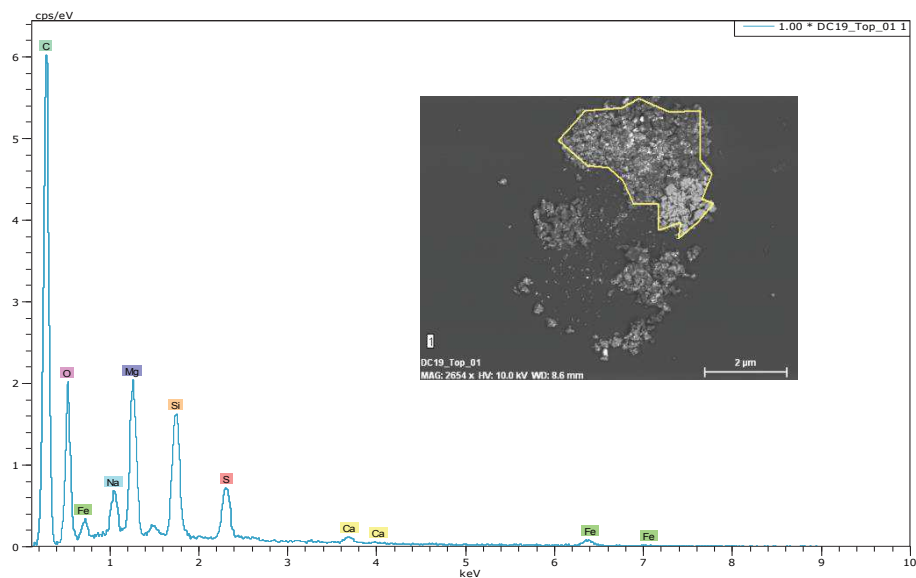 cps/eV
1.00 * DC19_Top_01 1
C
6
5
4
3
O
2
Mg
Si
1
Na
S
Fe
Ca
Ca
Fe
Fe
0
1
2
3
4
5
6
7
8
9
10
keV
1
DC19_Top_01
MAG: 2654 x HV: 10.0 kV WD: 8.6 mm
2 µm